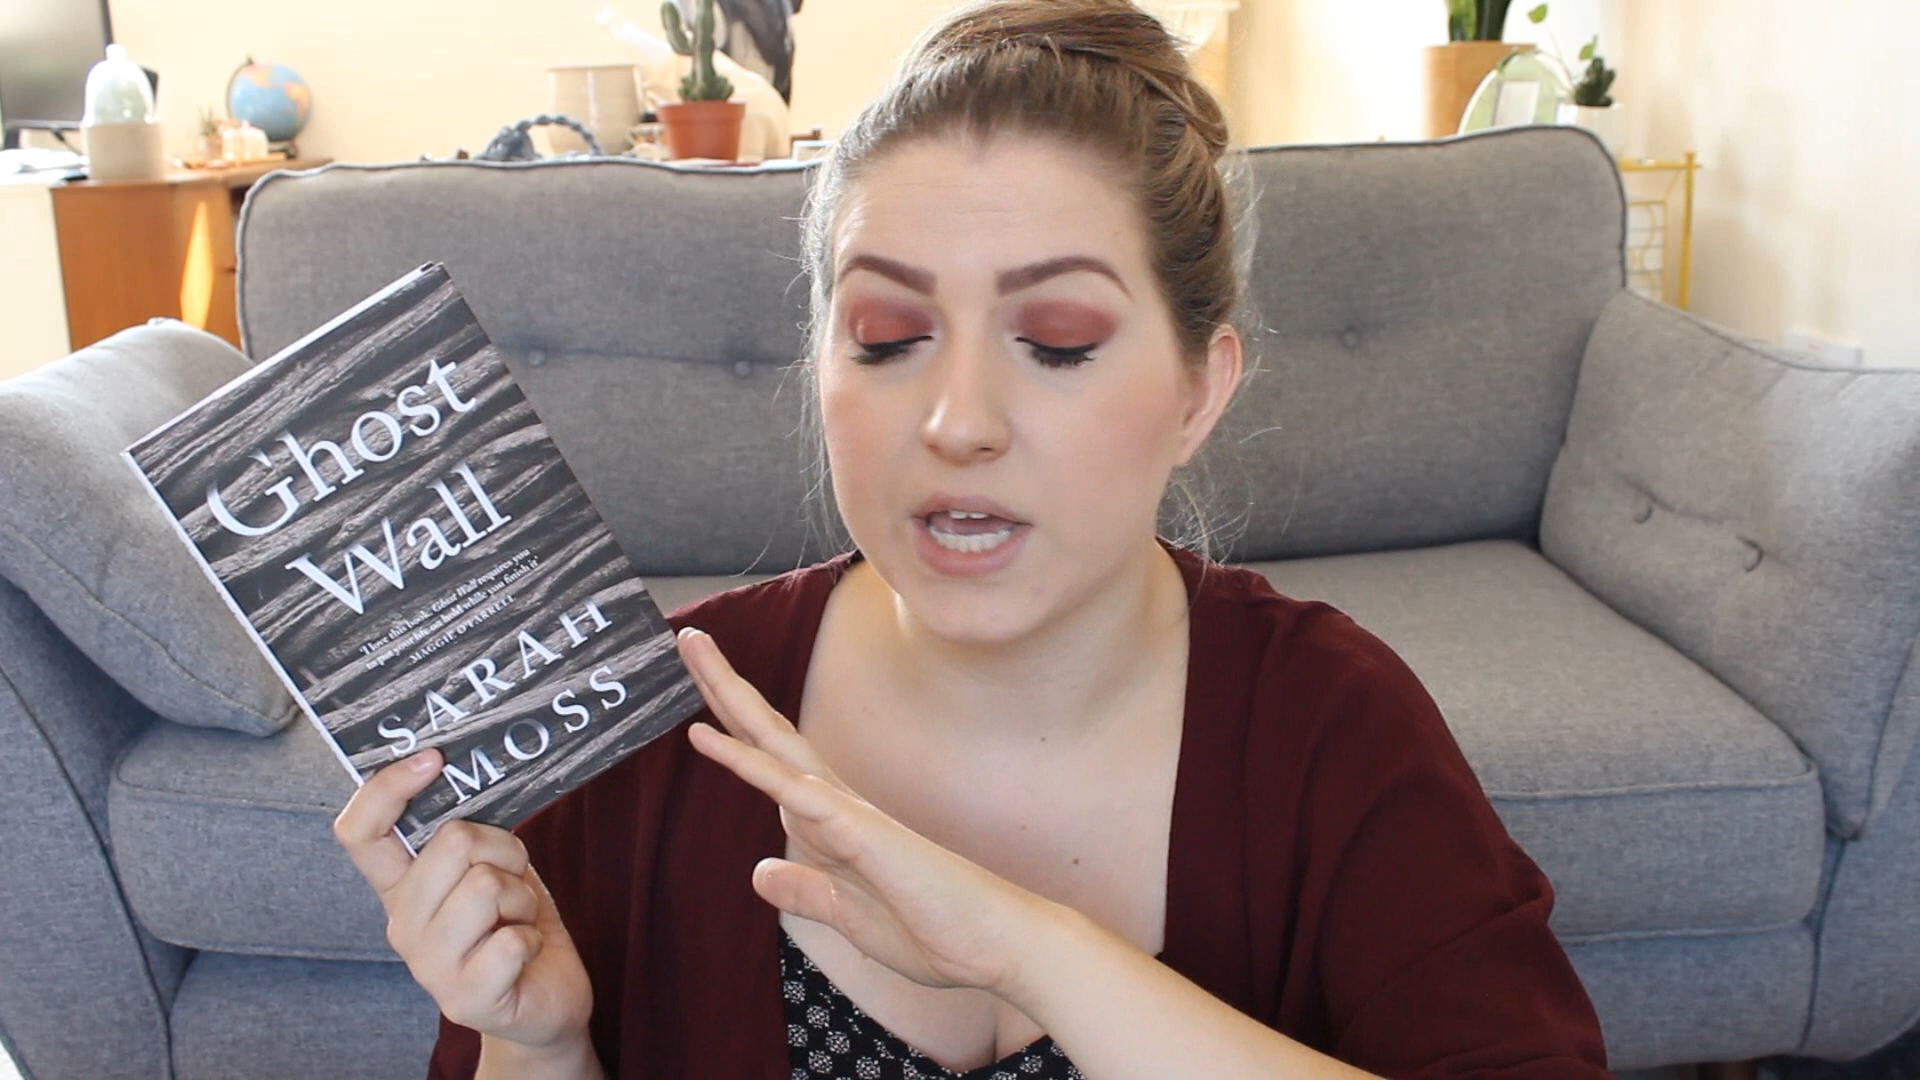 Ghost
Wall
'I love this book. Ghost Wall requires you
to put your life on hold while you finish it'
MAGGIE O'FARRELL
SARAH
MOSS